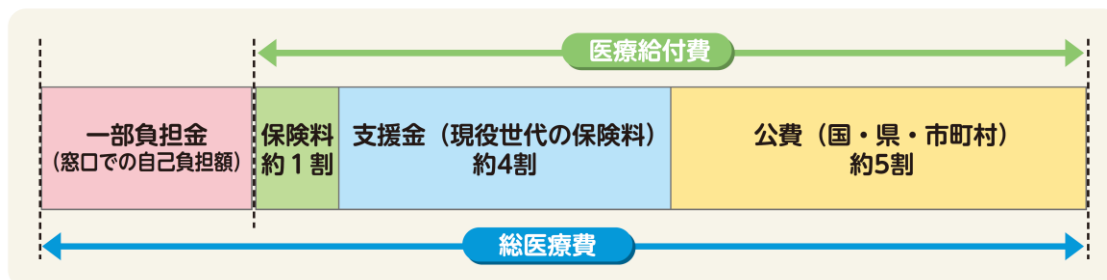 医療給付費
一部負担金
(窓口での自己負担額)
保険料
約1割
支援金（現役世代の保険料）
約4割
公費（国・県・市町村）
約5割
総医療費